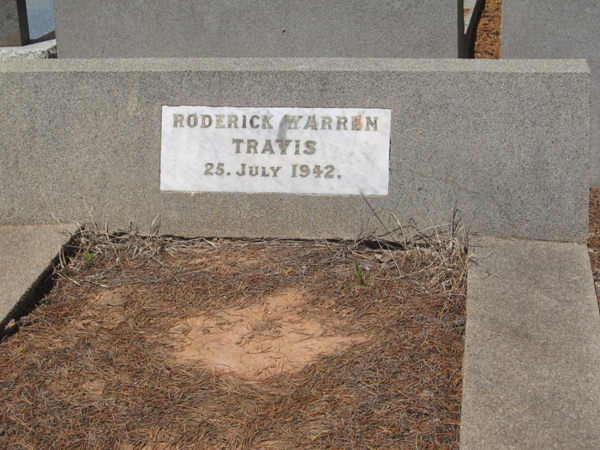 RODERICK WARREN
TRAVIS
25. JULY 1942.